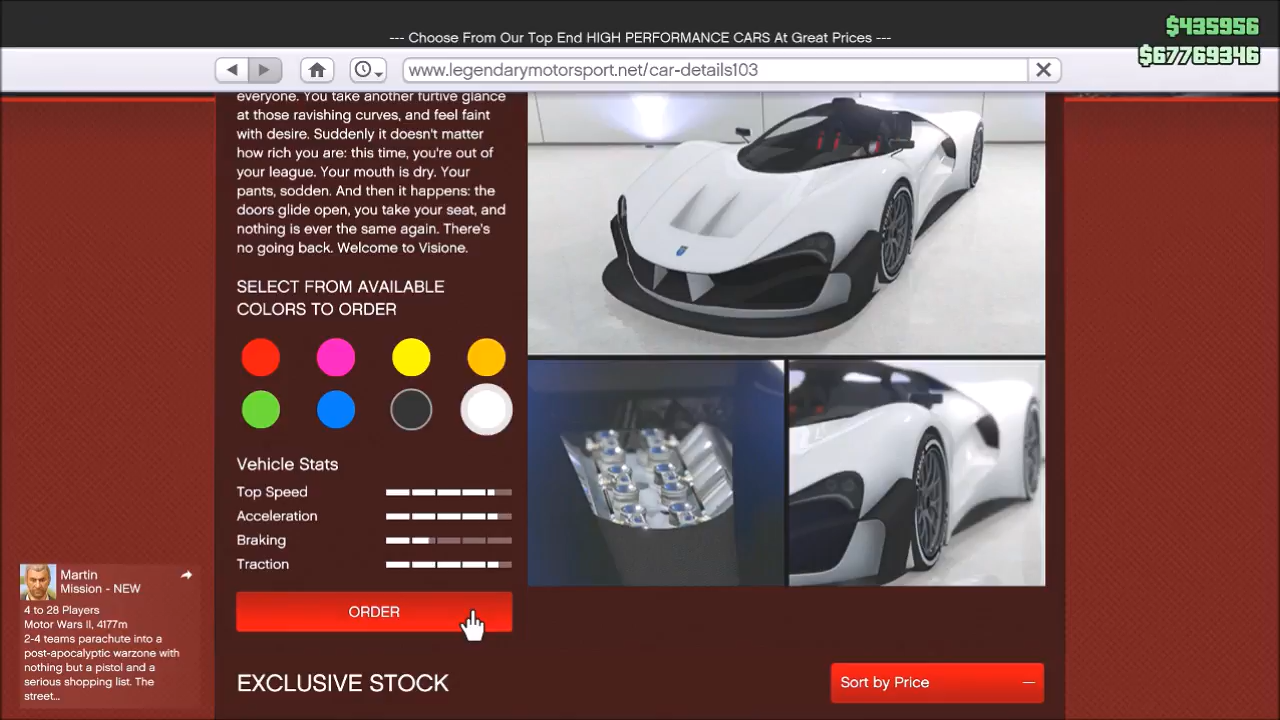 $435956
--- Choose From Our Top End HIGH PERFORMANCE CARS At Great Prices ---
$67769346
www.legendarymotorsport.net/car-details103
everyone. You take another furtive glance
at those ravishing curves, and feel faint
with desire. Suddenly it doesn't matter
how rich you are: this time, you're out of
your league. Your mouth is dry. Your
pants, sodden. And then it happens: the
doors glide open, you take your seat, and
nothing is ever the same again. There's
no going back. Welcome to Visione.
SELECT FROM AVAILABLE
COLORS TO ORDER
Vehicle Stats
Top Speed
Acceleration
Braking
Traction
ORDER
Martin
Mission - NEW
4 to 28 Players
Motor Wars II, 4177m
2-4 teams parachute into a
post-apocalyptic warzone with
nothing but a pistol and a
serious shopping list. The
street...
EXCLUSIVE STOCK
Sort by Price